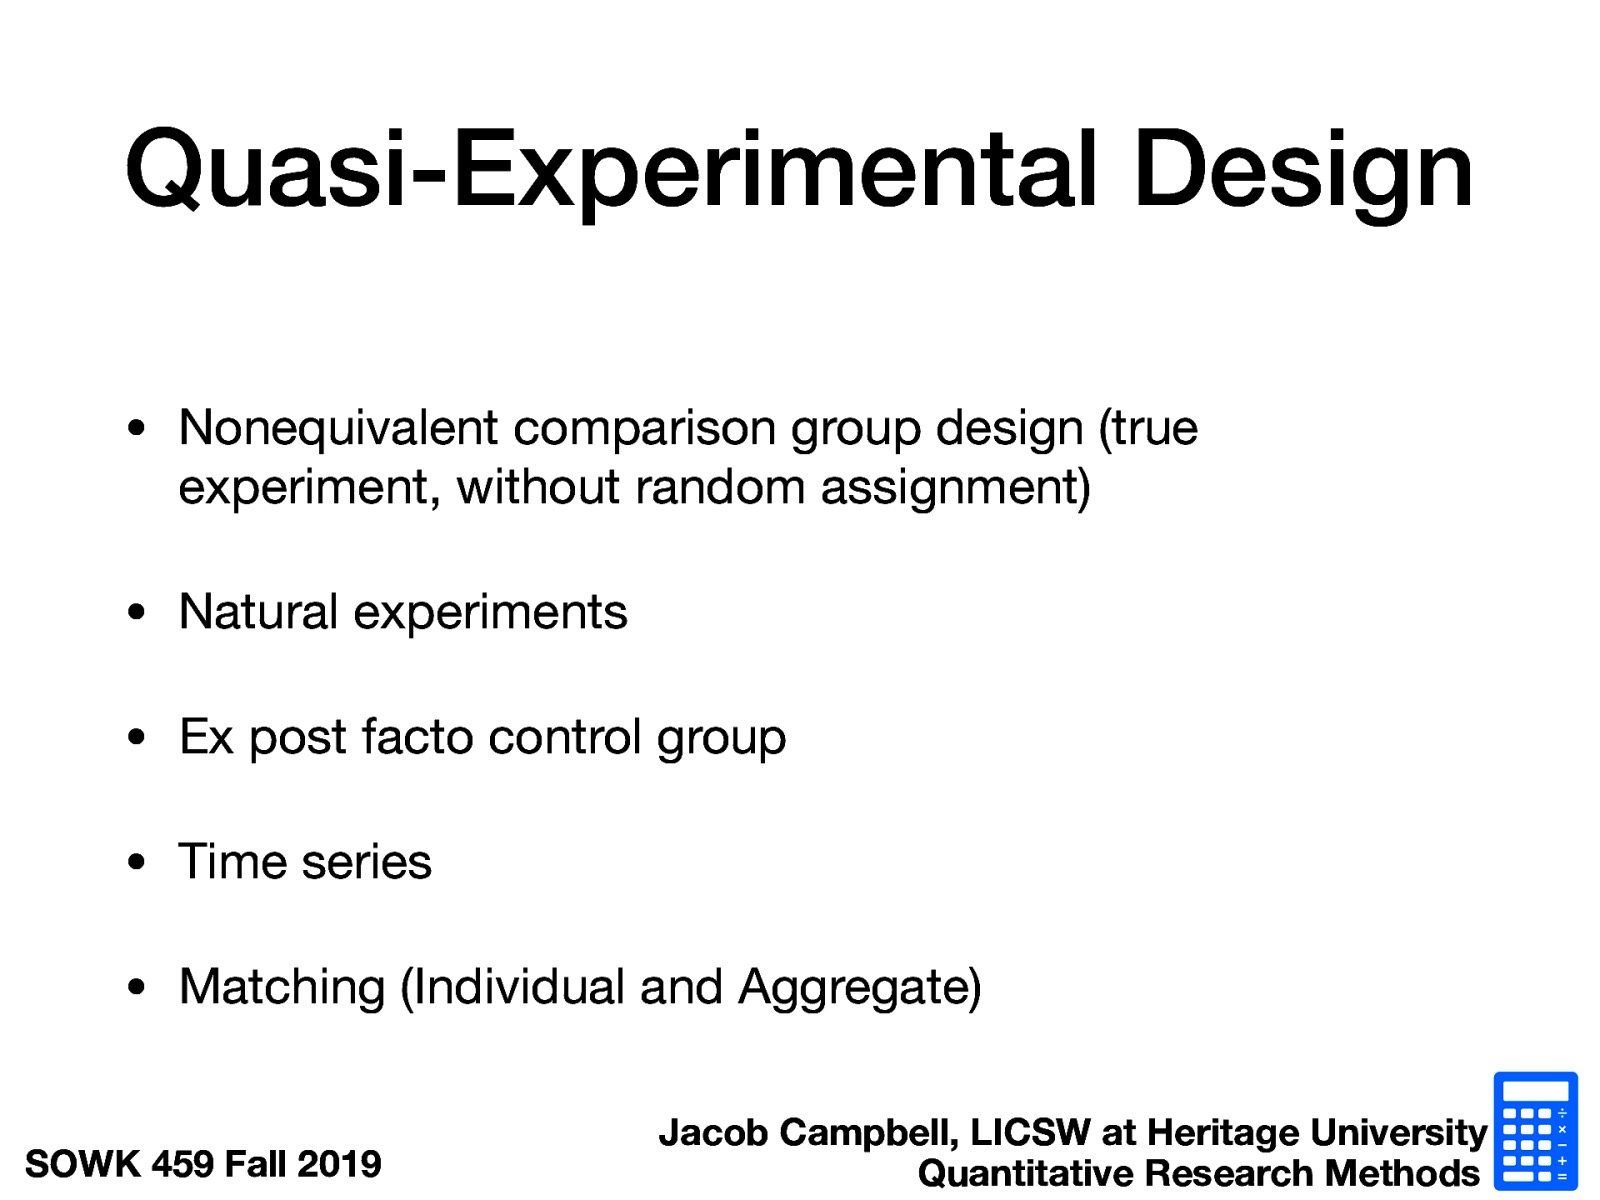 Quasi-Experimental Design
• Nonequivalent comparison group design (true
experiment, without random assignment)
• Natural experiments
• Ex post facto control group
• Time series
• Matching (Individual and Aggregate)
SOWK 459 Fall 2019
Jacob Campbell, LICSW at Heritage University
Quantitative Research Methods
÷
×
−
+
=